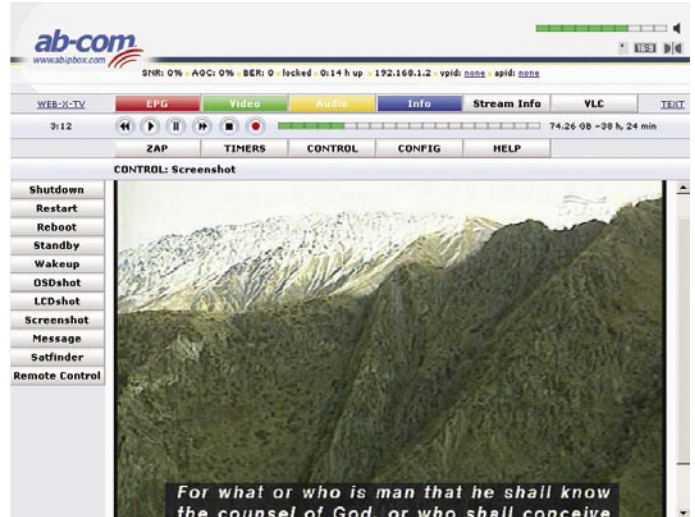 ab-com
www.abipbox.com
SNR: 0% AGC: 0% BER: 0 locked 0:14 h up 192.168.1.2 vpid: none apid: none
WEB-X-TV EPG Video Audio Info Stream Info VLC TEXT
3:12 74.26 GB ~38 h, 24 min
ZAP TIMERS CONTROL CONFIG HELP
CONTROL: Screenshot
Shutdown
Restart
Reboot
Standby
Wakeup
OSDshot
LCDshot
Screenshot
Message
Satfinder
Remote Control
For what or who is man that he shall know
the counsel of God, or who shall conceive